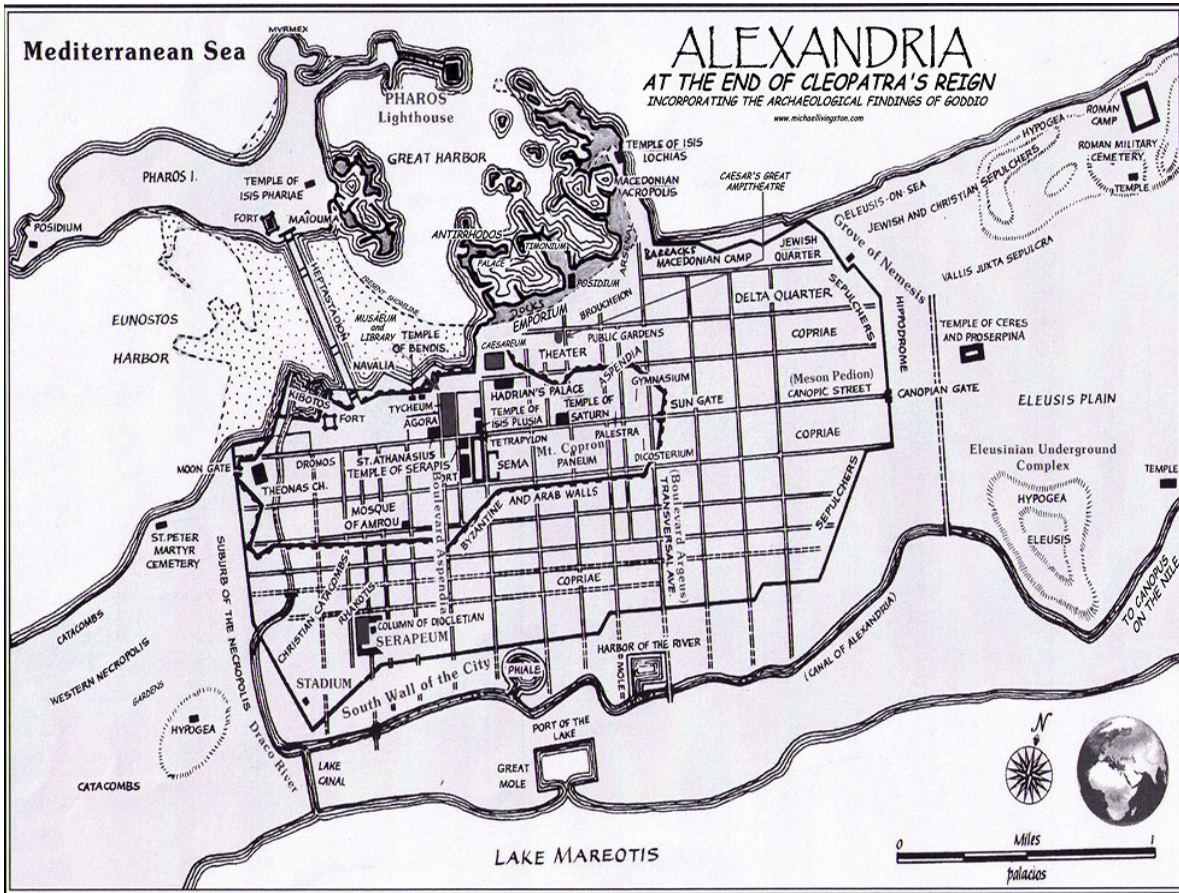 Mediterranean Sea
ALEXANDRIA
AT THE END OF CLEOPATRA'S REIGN
INCORPORATING THE ARCHAEOLOGICAL FINDINGS OF GODDIO
www.michaellivingston.com
MYRMEX
PHAROS
Lighthouse
GREAT HARBOR
PHAROS I.
TEMPLE OF
ISIS PHARIAE
FORT
MAIOUMA
POSIDIUM
TEMPLE OF ISIS
LOCHIAS
MACEDONIAN
ACROPOLIS
CAESAR'S GREAT
AMPITHEATRE
ROMAN
CAMP
HYPOGEA
ROMAN MILITARY
CEMETERY
TEMPLE
ELEUSIS-ON-SEA
JEWISH AND CHRISTIAN SEPULCHERS
Grove of Nemesis
VALLIS JUXTA SEPULCRA
ANTIRRHODOS
TIMONIUM
PALACE
POSIDIUM
ARSENAL
BARRACKS
MACEDONIAN CAMP
JEWISH
QUARTER
HEPTASTADION
PRESENT SHORELINE
EUNOSTOS
HARBOR
MUSAEUM
and
LIBRARY
TEMPLE
OF BENDIS
NAVALIA
DOCKS
EMPORIUM
BROUCHEION
DELTA QUARTER
SEPULCHERS
HIPPODROME
CAESAREUM
THEATER
PUBLIC GARDENS
COPRIAE
TEMPLE OF CERES
AND PROSERPINA
ASPENDIA
GYMNASIUM
(Meson Pedion)
CANOPIC STREET
CANOPIAN GATE
ELEUSIS PLAIN
KIBOTOS
FORT
TYCHEUM
AGORA
HADRIAN'S PALACE
TEMPLE OF
ISIS PLUSIA
TEMPLE OF
SATURN
SUN GATE
PALESTRA
COPRIAE
TETRAPYLON
Mt. Copron
SEMA
PANEUM
DICOSTERIUM
MOON GATE
DROMOS
ST. ATHANASIUS
TEMPLE OF SERAPIS
FORT
THEONAS CH.
MOSQUE
OF AMROU
BYZANTINE AND ARAB WALLS
Boulevard Aspendia
(Boulevard Argeus)
TRANSVERSAL AVE.
SEPULCHERS
Eleusinian Underground
Complex
HYPOGEA
ELEUSIS
TEMPLE
ST. PETER
MARTYR
CEMETERY
SUBURB OF THE NECROPOLIS
CHRISTIAN CATACOMBS
RHAKOTIS
COPRIAE
COLUMN OF DIOCLETIAN
SERAPEUM
TO CANOPUS
ON THE NILE
CATACOMBS
WESTERN NECROPOLIS
GARDENS
HYPOGEA
CATACOMBS
Draco River
STADIUM
South Wall of the City
PHIALE
HARBOR OF THE RIVER
MOLE
(CANAL OF ALEXANDRIA)
LAKE
CANAL
PORT OF THE
LAKE
GREAT
MOLE
LAKE MAREOTIS
N
0 Miles 1
palacios